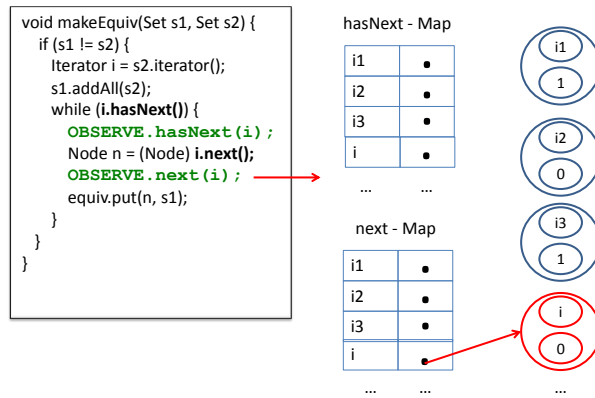 void makeEquiv(Set s1, Set s2) {
if (s1 != s2) {
Iterator i = s2.iterator();
s1.addAll(s2);
while (i.hasNext()) {
OBSERVE.hasNext(i);
Node n = (Node) i.next();
OBSERVE.next(i);
equiv.put(n, s1);
}
}
}
hasNext - Map
i1
i2
i3
i
... ...
next - Map
i1
i2
i3
i
... ...
i1
1
i2
0
i3
1
i
0
...